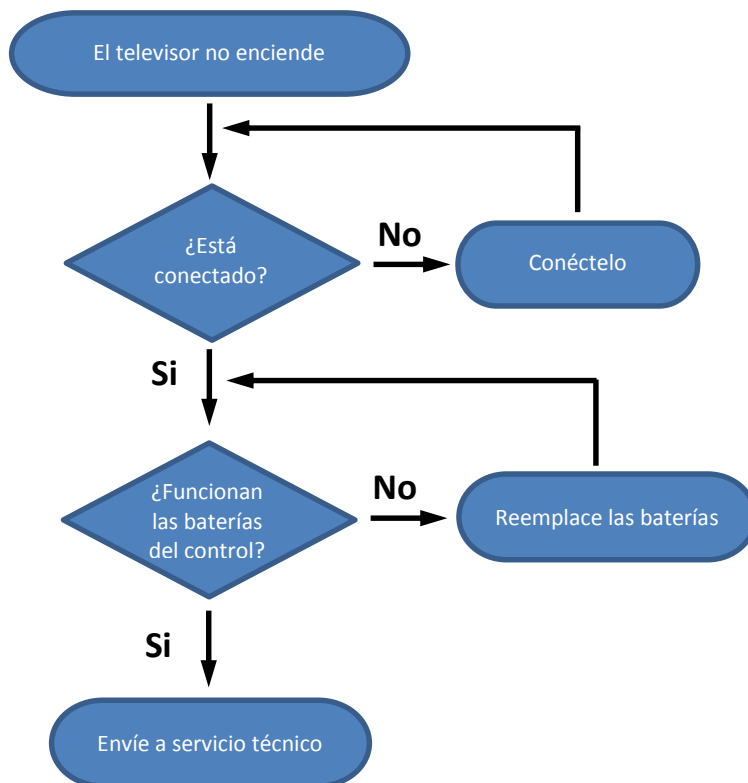 El televisor no enciende
¿Está
conectado?
No
Conéctelo
Si
¿Funcionan
las baterías
del control?
No
Reemplace las baterías
Si
Envíe a servicio técnico